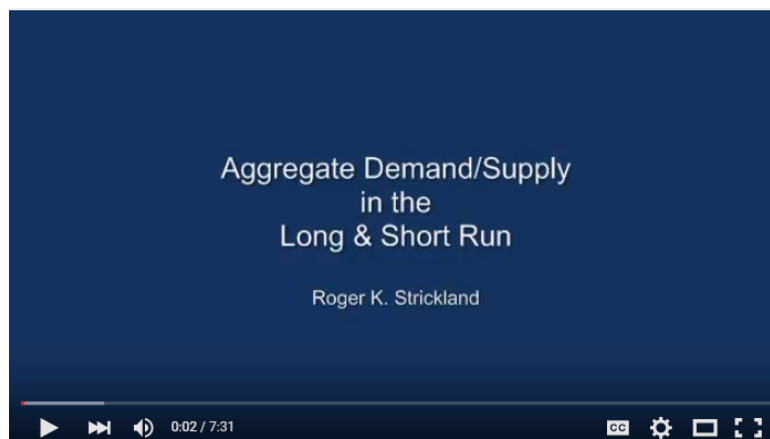 Aggregate Demand/Supply
in the
Long & Short Run
Roger K. Strickland
0:02 / 7:31
CC